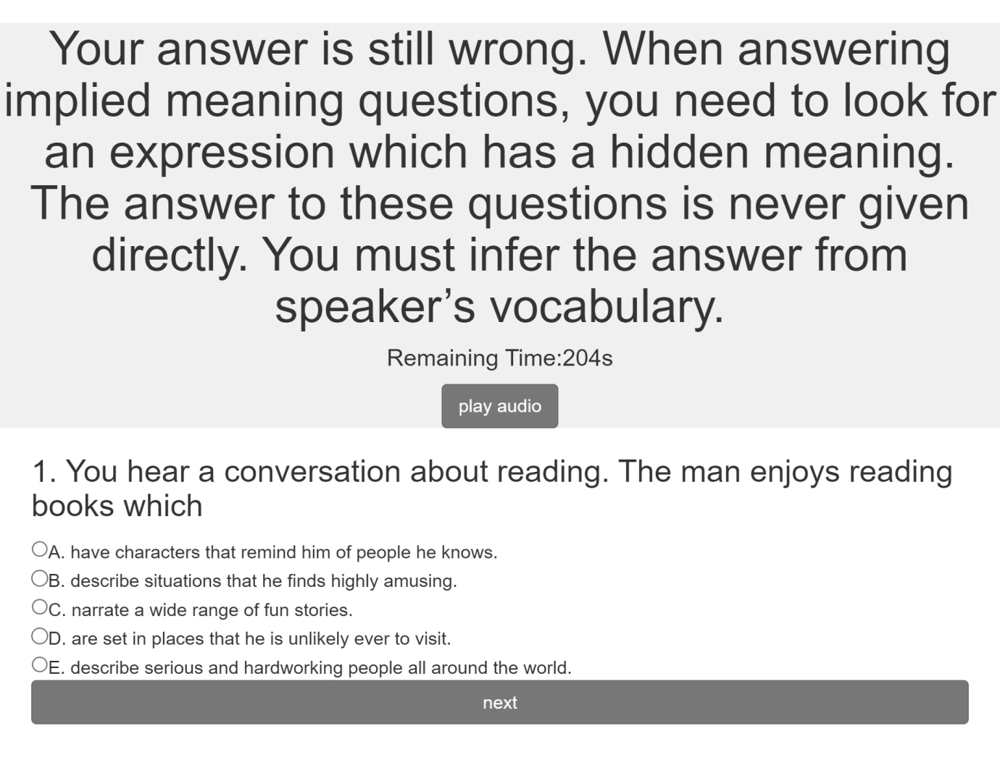 Your answer is still wrong. When answering
implied meaning questions, you need to look for
an expression which has a hidden meaning.
The answer to these questions is never given
directly. You must infer the answer from
speaker’s vocabulary.
Remaining Time:204s
play audio
1. You hear a conversation about reading. The man enjoys reading
books which
A. have characters that remind him of people he knows.
B. describe situations that he finds highly amusing.
C. narrate a wide range of fun stories.
D. are set in places that he is unlikely ever to visit.
E. describe serious and hardworking people all around the world.
next